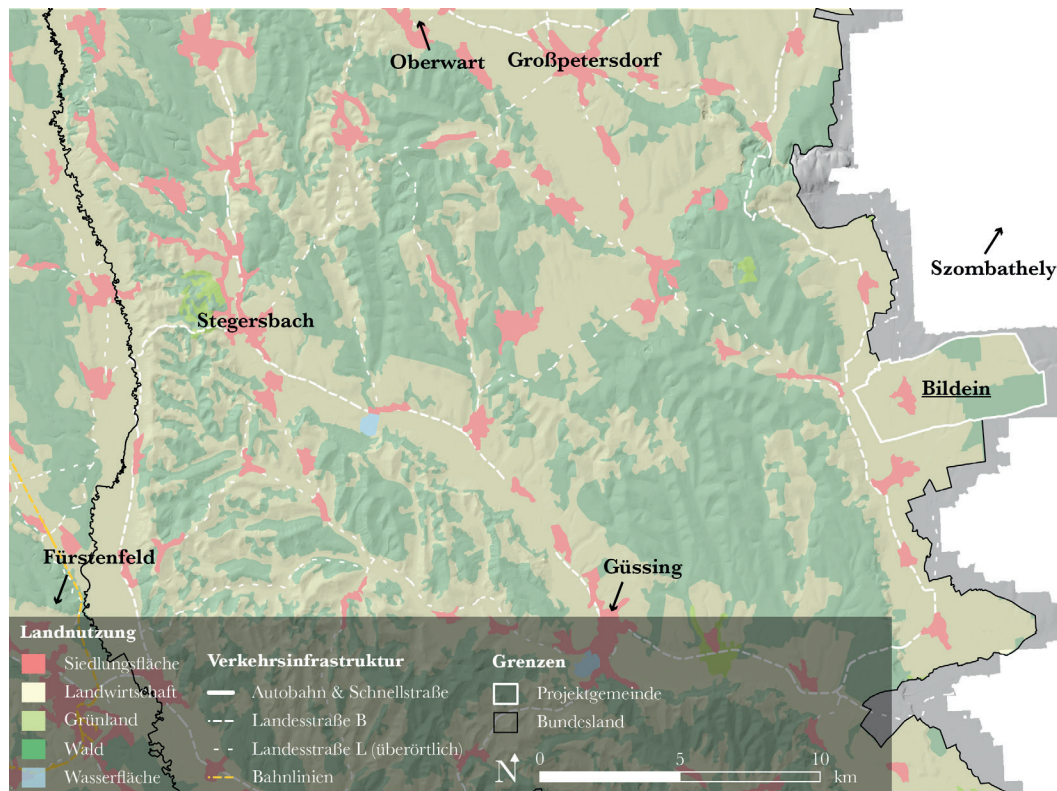 Oberwart
Großpetersdorf
Szombathely
Stegersbach
Bildein
Fürstenfeld
Güssing
Landnutzung
Siedlungsfläche
Landwirtschaft
Grünland
Wald
Wasserfläche
Verkehrsinfrastruktur
Autobahn & Schnellstraße
Landesstraße B
Landesstraße L (überörtlich)
Bahnlinien
Grenzen
Projektgemeinde
Bundesland
N
0 5 10
km